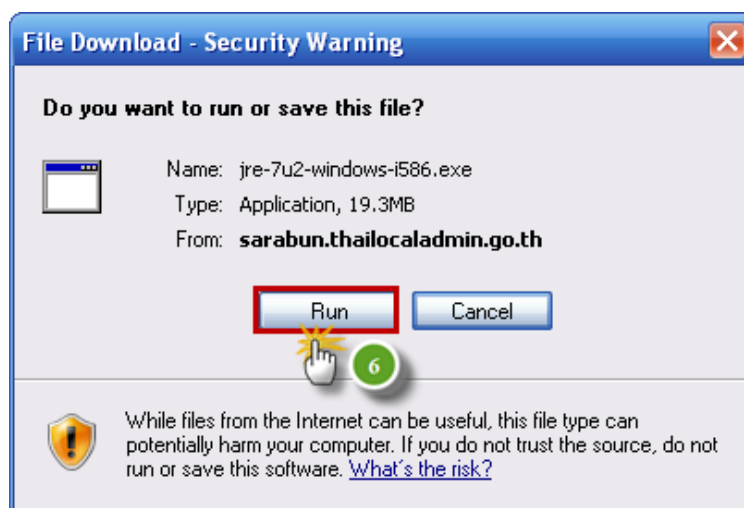 File Download - Security Warning
Do you want to run or save this file?
Name: jre-7u2-windows-i586.exe
Type: Application, 19.3MB
From: sarabun.thailocaladmin.go.th
Run Cancel
6
While files from the Internet can be useful, this file type can
potentially harm your computer. If you do not trust the source, do not
run or save this software. What's the risk?